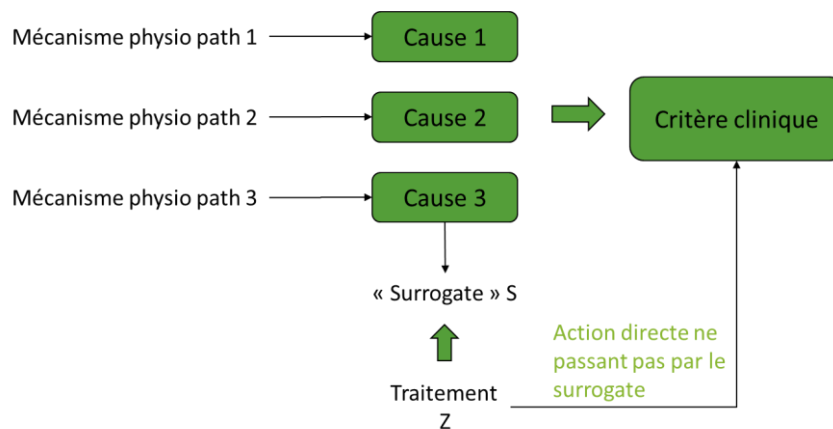 Mécanisme physio path 1
Cause 1
Mécanisme physio path 2
Cause 2
Critère clinique
Mécanisme physio path 3
Cause 3
« Surrogate » S
Action directe ne
passant pas par le
surrogate
Traitement
Z